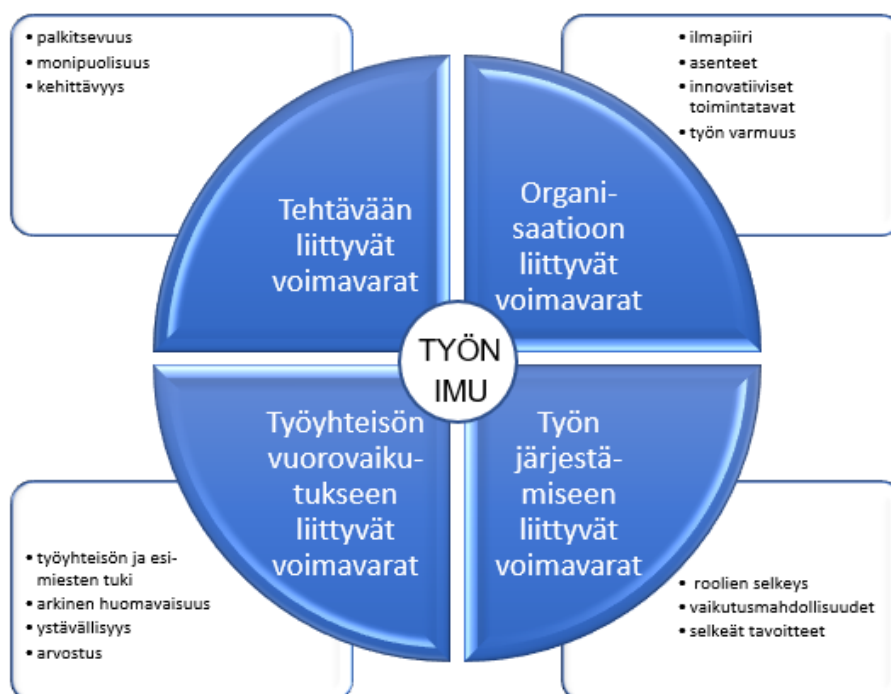 • palkitsevuus
• monipuolisuus
• kehittävyys
• ilmapiiri
• asenteet
• innovatiiviset
toimintatavat
• työn varmuus
Tehtävään
liittyvät
voimavarat
Organi-
saatioon
liittyvät
voimavarat
TYÖN
IMU
Työyhteisön
vuorovaiku-
tukseen
liittyvät
voimavarat
Työn
järjestä-
miseen
liittyvät
voimavarat
• työyhteisön ja esi-
miesten tuki
• arkinen huomavaisuus
• ystävällisyys
• arvostus
• roolien selkeys
• vaikutusmahdollisuudet
• selkeät tavoitteet